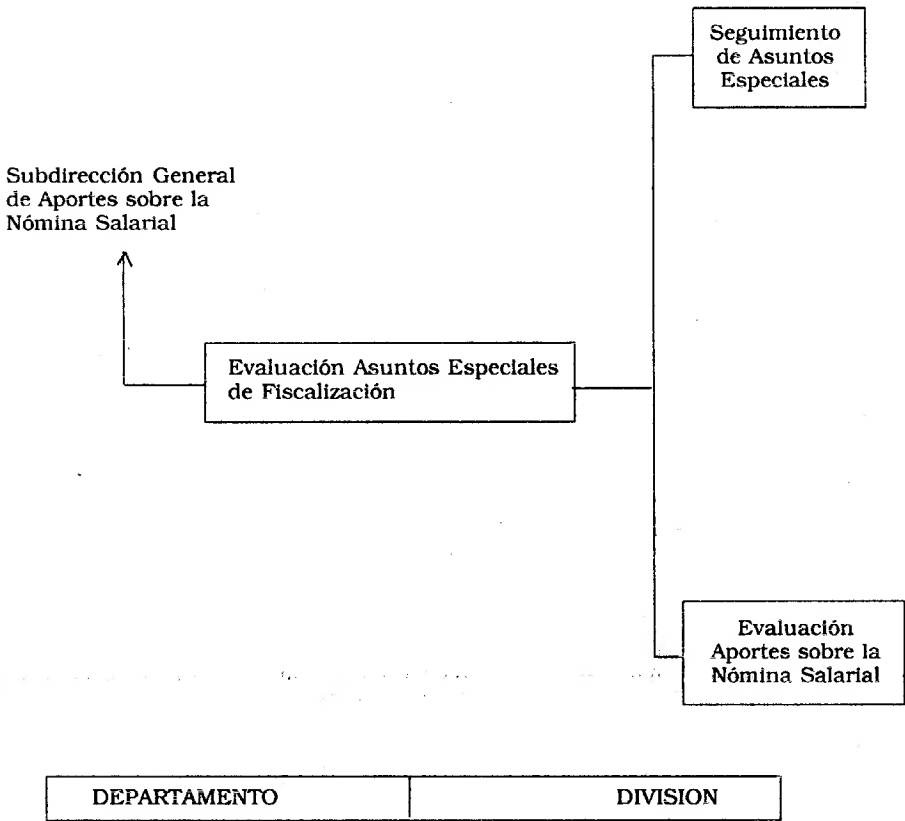 Seguimiento
de Asuntos
Especiales
Subdirección General
de Aportes sobre la
Nómina Salarial
Evaluación Asuntos Especiales
de Fiscalización
Evaluación
Aportes sobre la
Nómina Salarial
DEPARTAMENTO DIVISION